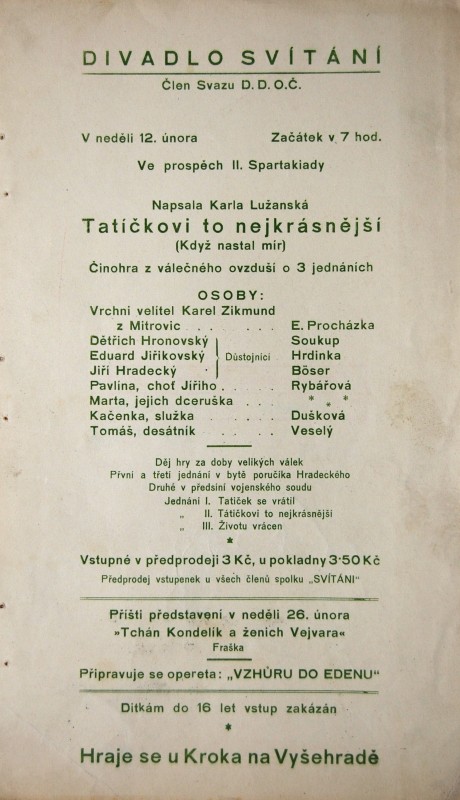 DIVADLO SVÍTÁNÍ
Člen Svazu D. D. O. Č.
V neděli 12. února Začátek v 7 hod.
Ve prospěch II. Spartakiady
Napsala Karla Lužanská
Tatíčkovi to nejkrásnější
(Když nastal mír)
Činohra z válečného ovzduší o 3 jednáních
OSOBY:
Vrchní velitel Karel Zikmund
z Mitrovic . . . . . . . . E. Procházka
Dětřich Hronovský Soukup
Eduard Jiřikovský Důstojníci Hrdinka
Jiří Hradecký Böser
Pavlína, choť Jířího . . . . . Rybářová
Marta, jejich dceruška . . . . * * *
Kačenka, služka . . . . . . Dušková
Tomáš, desátník . . . . . Veselý
Děj hry za doby velikých válek
Přvní a třetí jednání v bytě poručíka Hradeckého
Druhé v předsíni vojenského soudu
Jednání I. Tatíček se vrátil
„ II. Tátičkovi to nejkrásnější
„ III. Životu vrácen
*
Vstupné v předprodeji 3 Kč, u pokladny 3·50 Kč
Předprodej vstupenek u všech členů spolku „SVÍTÁNI“
Příští představení v neděli 26. února
»Tchán Kondelík a ženich Vejvara«
Fraška
Připravuje se opereta: „VZHŮRU DO EDENU“
Dítkám do 16 let vstup zakázán
*
Hraje se u Kroka na Vyšehradě